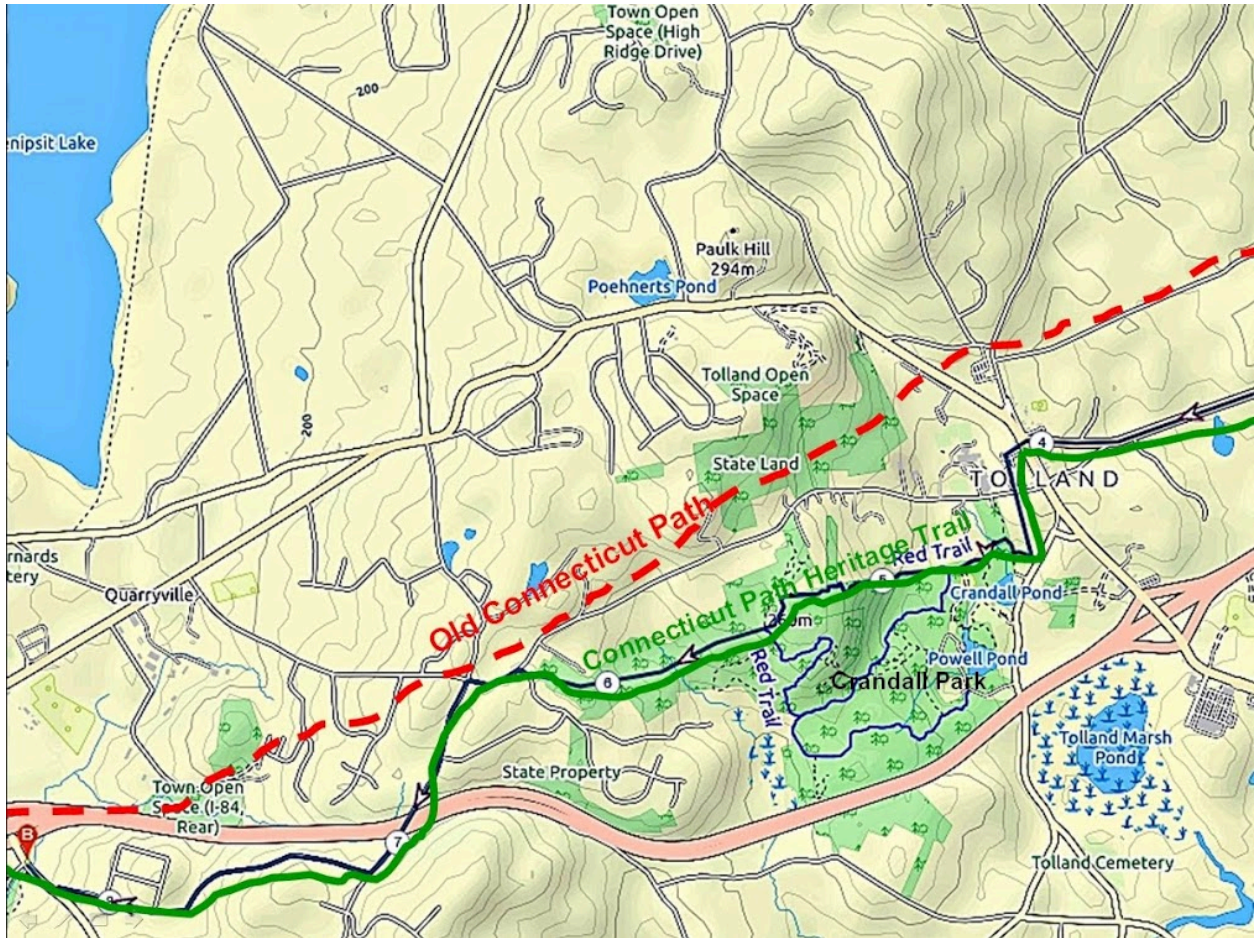 Town Open
Space (High
Ridge Drive)
200
enipsit Lake
Paulk Hill
294m
Poehnerts Pond
Tolland Open
Space
200
4
State Land
TOLLAND
Old Connecticut Path
Connecticut Path Heritage Trail
Red Trail
5
rnards
tery
Quarryville
Crandall Pond
260m
Red Trail
6
Powell Pond
Crandall Park
Tolland Marsh
Pond
State Property
Town Open
Space (I-84
Rear)
B
7
Tolland Cemetery